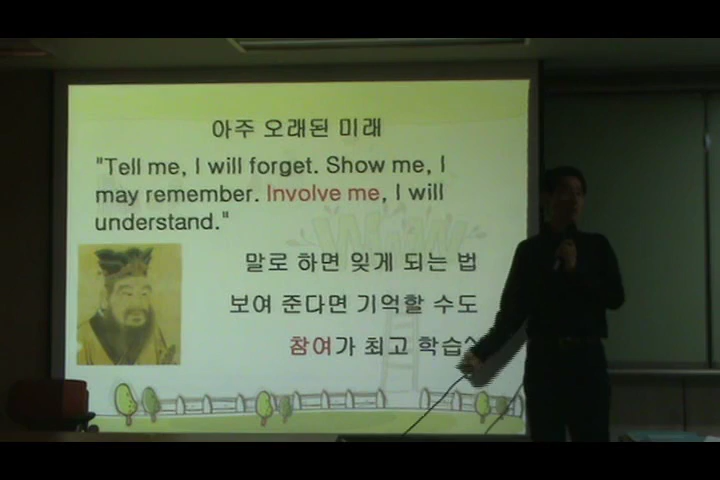 아주 오래된 미래
"Tell me, I will forget. Show me, I
may remember. Involve me, I will
understand."
말로 하면 잊게 되는 법
보여 준다면 기억할 수도
참여가 최고 학습^